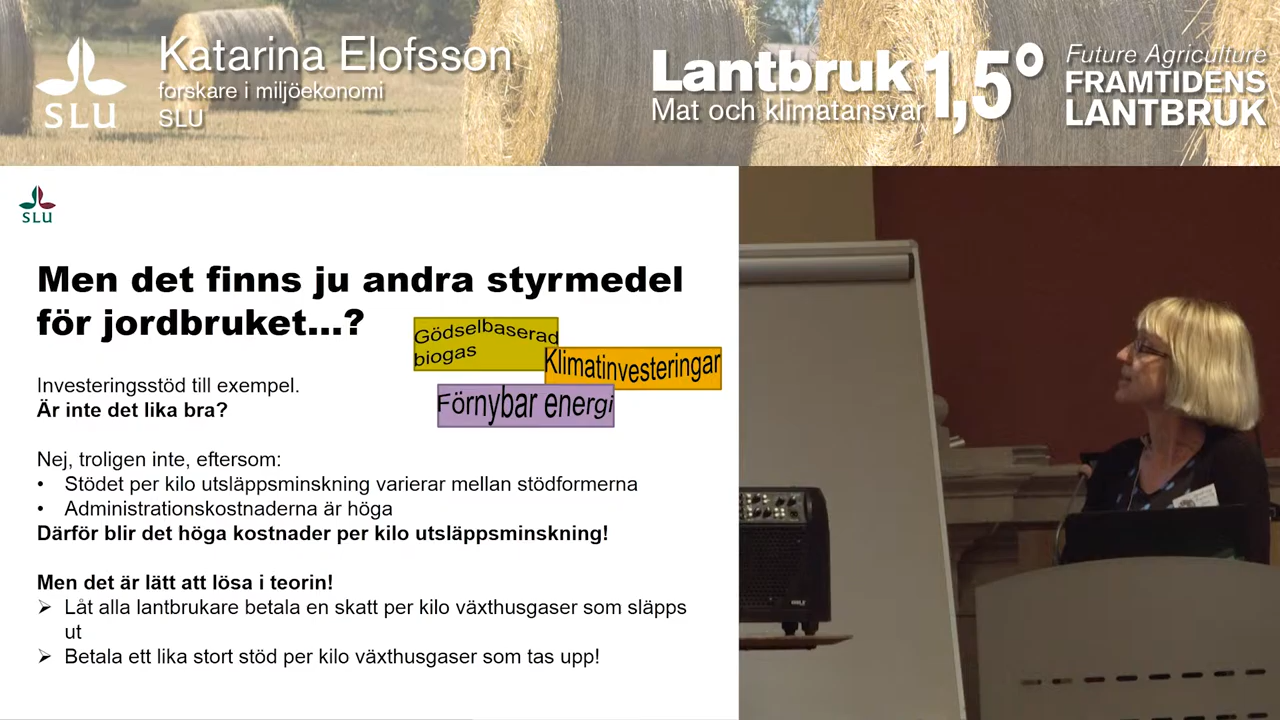 SLU
Katarina Elofsson
forskare i miljöekonomi
SLU
Lantbruk 1,5°
Mat och klimatansvar
Future Agriculture
FRAMTIDENS
LANTBRUK
SLU
Men det finns ju andra styrmedel
för jordbruket...?
Gödselbaserad
biogas
Klimatinvesteringar
Förnybar energi
Investeringsstöd till exempel.
Är inte det lika bra?
Nej, troligen inte, eftersom:
• Stödet per kilo utsläppsminskning varierar mellan stödformerna
• Administrationskostnaderna är höga
Därför blir det höga kostnader per kilo utsläppsminskning!
Men det är lätt att lösa i teorin!
➢ Låt alla lantbrukare betala en skatt per kilo växthusgaser som släpps
ut
➢ Betala ett lika stort stöd per kilo växthusgaser som tas upp!